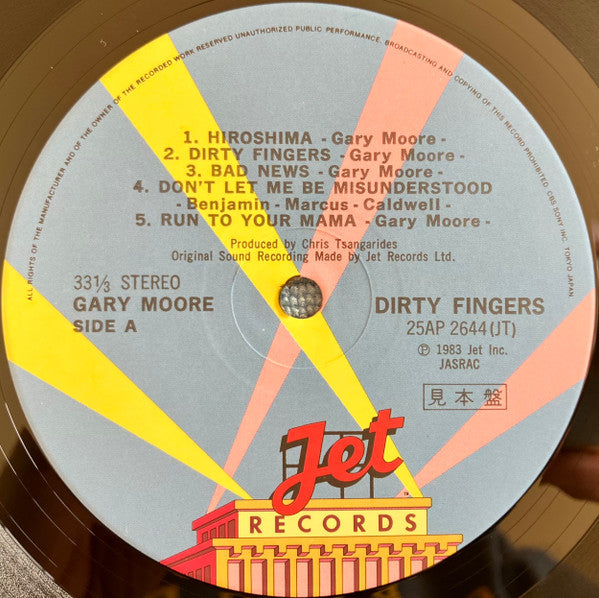 ALL RIGHTS OF THE MANUFACTURER AND OF THE OWNER OF THE RECORDED WORK RESERVED UNAUTHORIZED PUBLIC PERFORMANCE, BROADCASTING AND COPYING OF THIS RECORD PROHIBITED. CBS/SONY INC. TOKYO JAPAN
1. HIROSHIMA -Gary Moore-
2. DIRTY FINGERS -Gary Moore-
3. BAD NEWS -Gary Moore-
4. DON'T LET ME BE MISUNDERSTOOD
-Benjamin-Marcus-Caldwell-
5. RUN TO YOUR MAMA -Gary Moore-
Produced by Chris Tsangarides
Original Sound Recording Made by Jet Records Ltd.
33⅓ STEREO
GARY MOORE
SIDE A
DIRTY FINGERS
25AP 2644(JT)
℗ 1983 Jet Inc.
JASRAC
見本盤
Jet
RECORDS